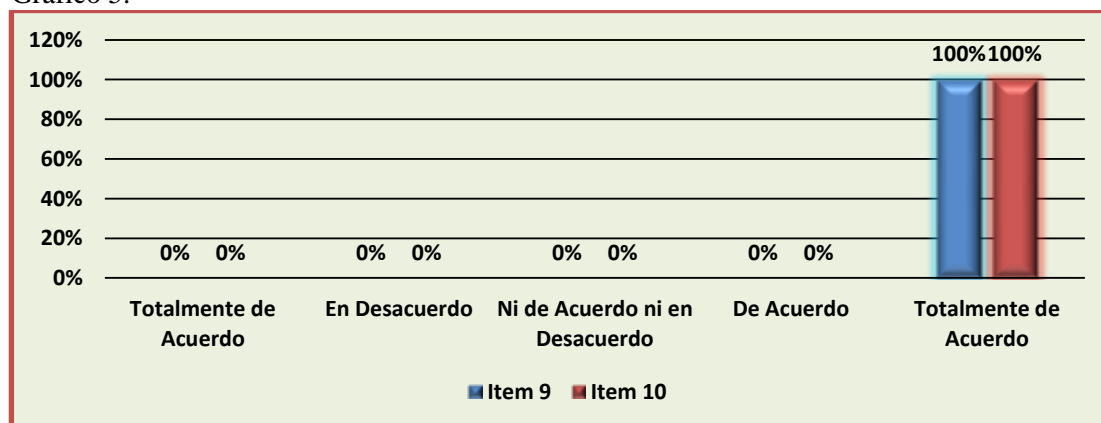 Gráfico 5.
120%
100%
80%
60%
40%
20%
0%
100% 100%
0% 0% 0% 0% 0% 0% 0% 0%
Totalmente de Acuerdo
En Desacuerdo
Ni de Acuerdo ni en Desacuerdo
De Acuerdo
Totalmente de Acuerdo
Item 9 Item 10